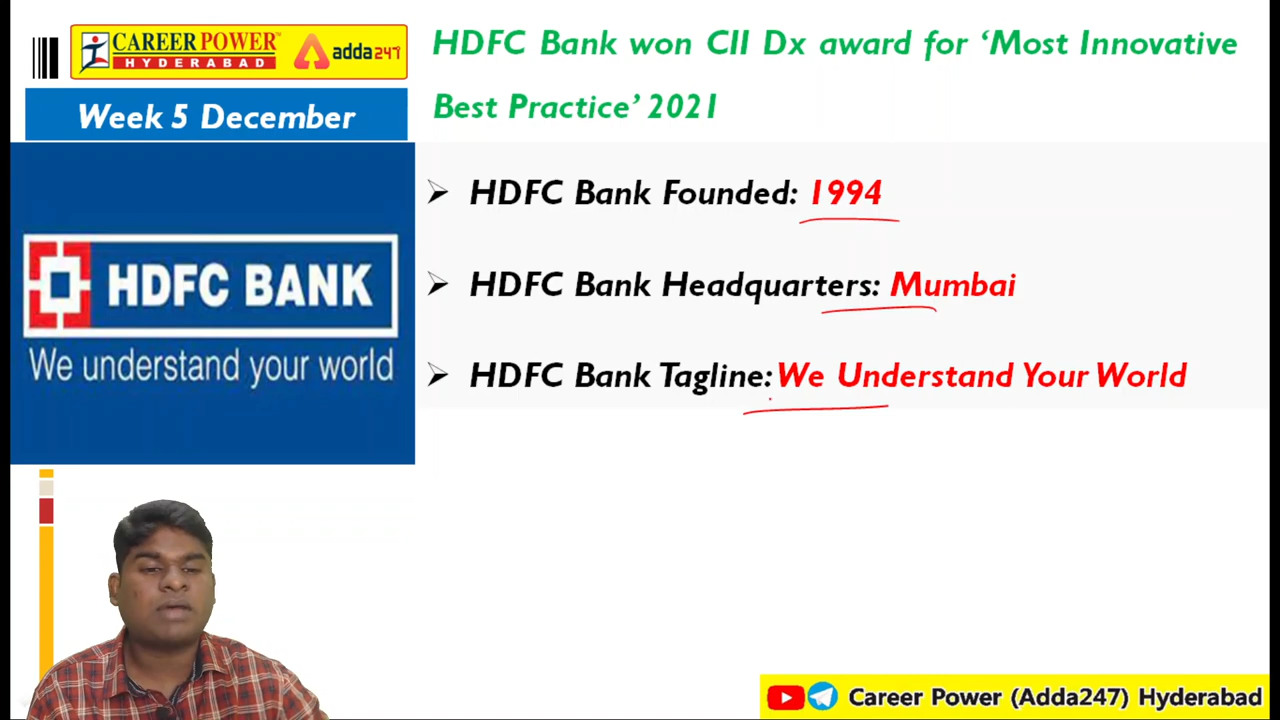 CAREER POWER
HYDERABAD
adda247
Week 5 December
HDFC Bank won CII Dx award for ‘Most Innovative
Best Practice’ 2021
HDFC BANK
We understand your world
HDFC Bank Founded: 1994
HDFC Bank Headquarters: Mumbai
HDFC Bank Tagline: We Understand Your World
Career Power (Adda247) Hyderabad